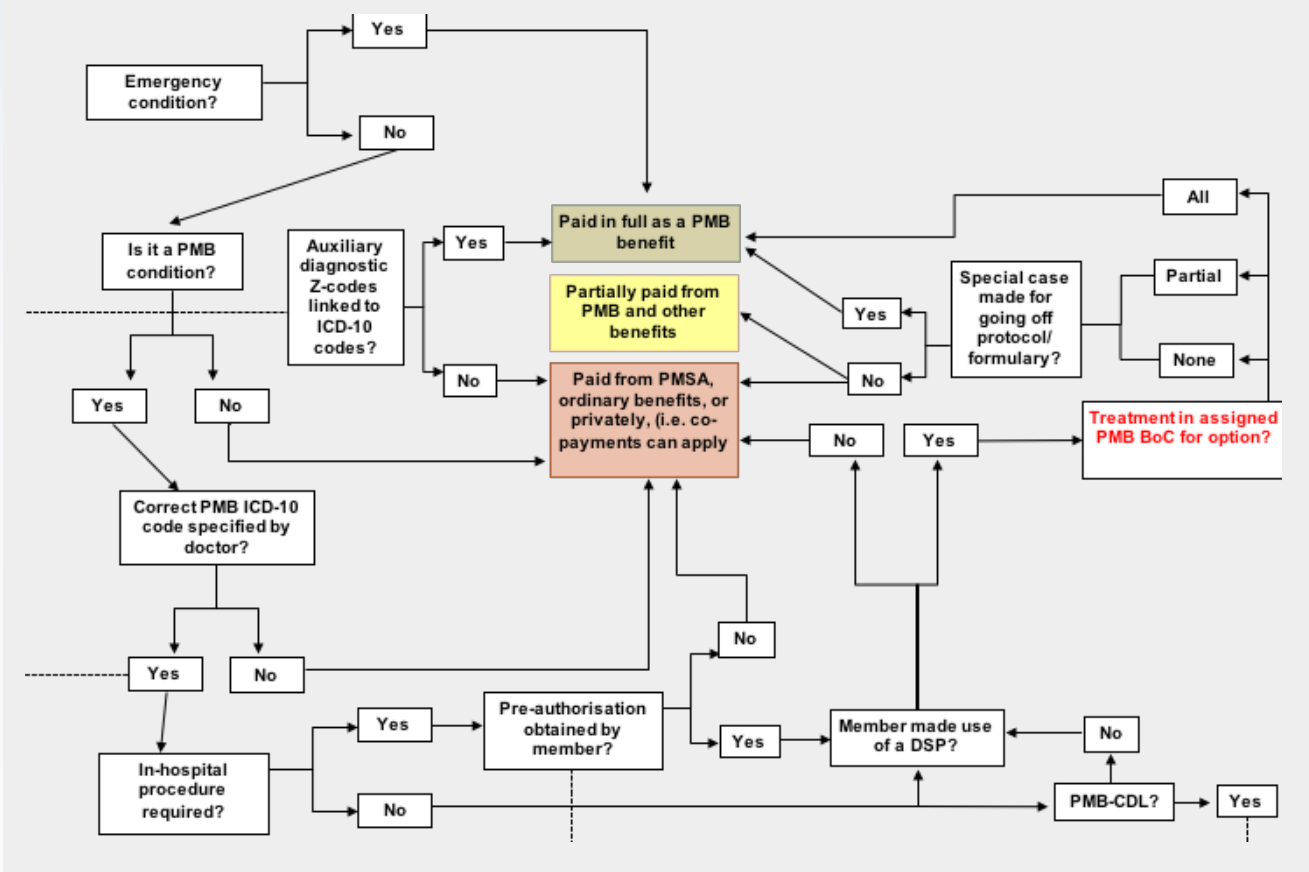 Yes
Emergency
condition?
No
All
Is it a PMB
condition?
Auxiliary
diagnostic
Z-codes
linked to
ICD-10
codes?
Yes
Paid in full as a PMB
benefit
Partially paid from
PMB and other
benefits
Special case
made for
going off
protocol/
formulary?
Partial
Yes
None
No
No
Paid from PMSA,
ordinary benefits, or
privately, (i.e. co-
payments can apply
Yes
No
No
Yes
Treatment in assigned
PMB BoC for option?
Correct PMB ICD-10
code specified by
doctor?
No
Yes
No
Yes
Pre-authorisation
obtained by
member?
Yes
Member made use
of a DSP?
No
In-hospital
procedure
required?
No
PMB-CDL?
Yes